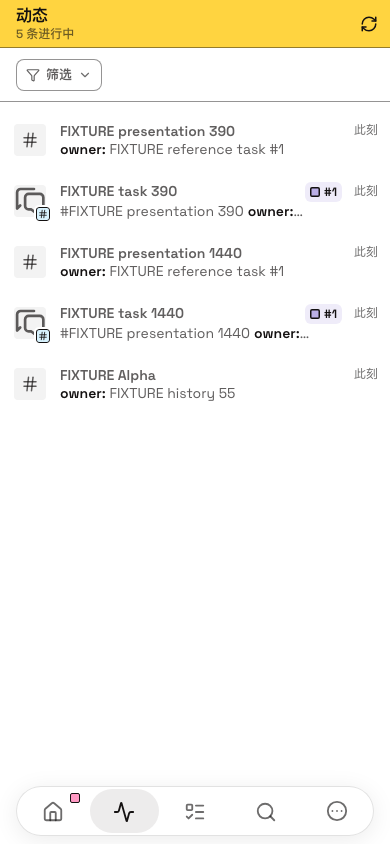 动态
5 条进行中
筛选
FIXTURE presentation 390 此刻
owner: FIXTURE reference task #1
FIXTURE task 390 #1 此刻
#FIXTURE presentation 390 owner:...
FIXTURE presentation 1440 此刻
owner: FIXTURE reference task #1
FIXTURE task 1440 #1 此刻
#FIXTURE presentation 1440 owner:...
FIXTURE Alpha 此刻
owner: FIXTURE history 55